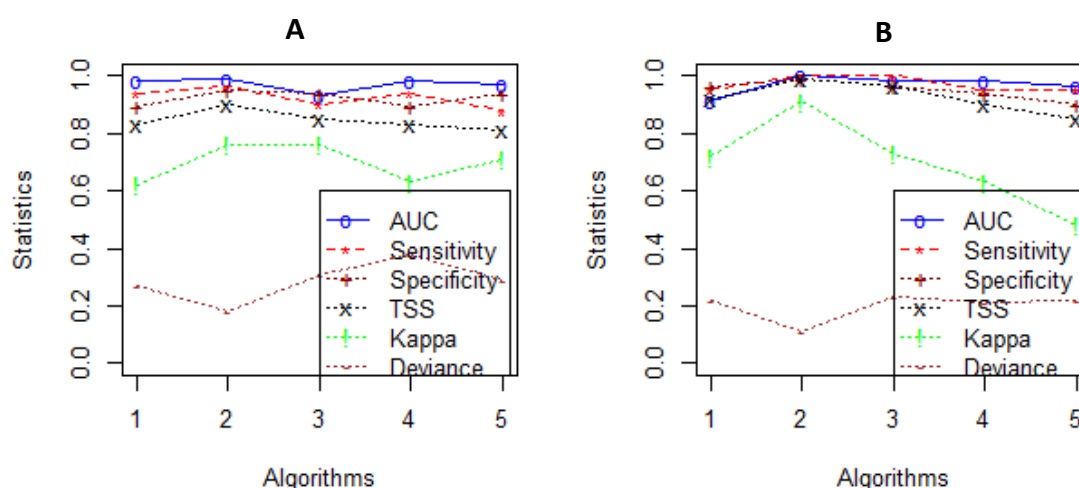 A
Statistics
1.0
0.8
0.6
0.4
0.2
0.0
AUC
Sensitivity
Specificity
TSS
Kappa
Deviance
1 2 3 4 5
Algorithms
B
Statistics
1.0
0.8
0.6
0.4
0.2
0.0
AUC
Sensitivity
Specificity
TSS
Kappa
Deviance
1 2 3 4 5
Algorithms